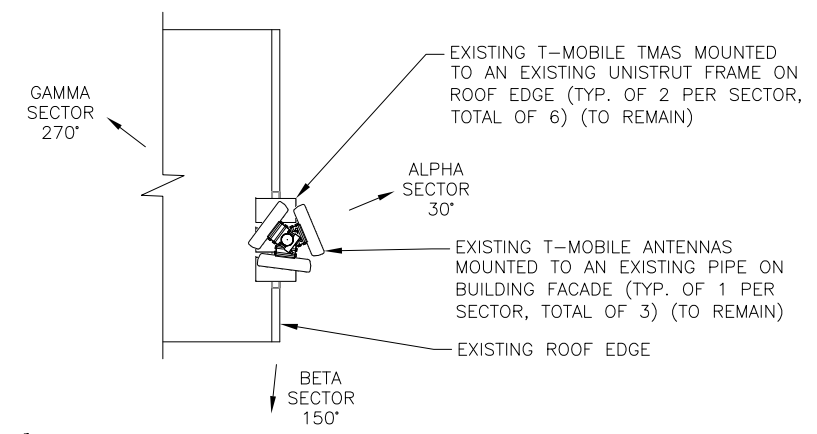 EXISTING T-MOBILE TMAS MOUNTED
TO AN EXISTING UNISTRUT FRAME ON
ROOF EDGE (TYP. OF 2 PER SECTOR,
TOTAL OF 6) (TO REMAIN)
GAMMA
SECTOR
270°
ALPHA
SECTOR
30°
EXISTING T-MOBILE ANTENNAS
MOUNTED TO AN EXISTING PIPE ON
BUILDING FACADE (TYP. OF 1 PER
SECTOR, TOTAL OF 3) (TO REMAIN)
EXISTING ROOF EDGE
BETA
SECTOR
150°